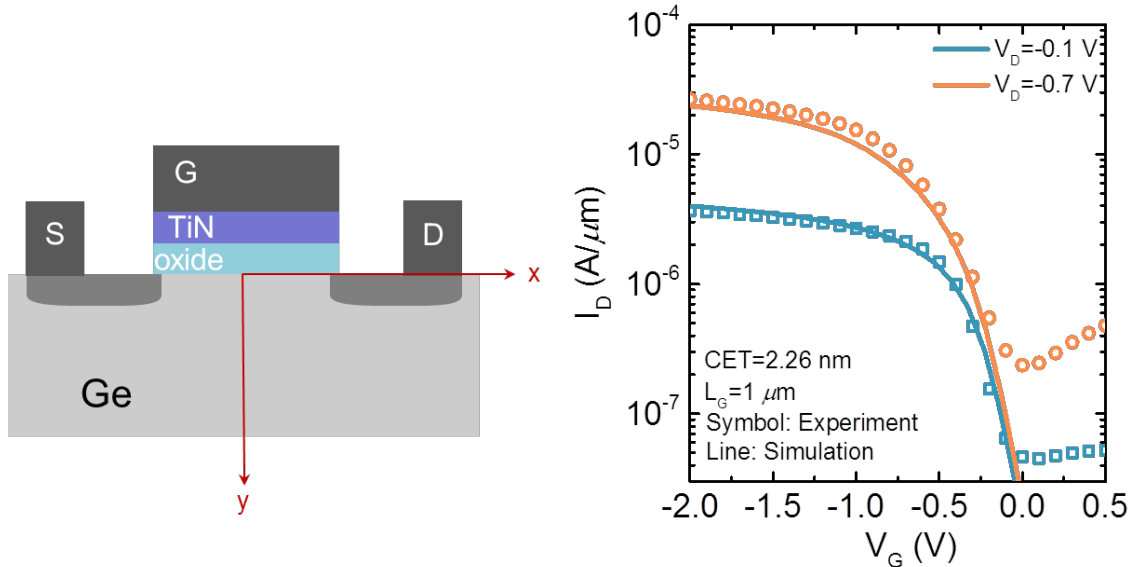 G
TiN
oxide
S
D
x
Ge
y
I_D (A/μm)
10^-4
10^-5
10^-6
10^-7
V_D=-0.1 V
V_D=-0.7 V
CET=2.26 nm
L_G=1 μm
Symbol: Experiment
Line: Simulation
-2.0 -1.5 -1.0 -0.5 0.0 0.5
V_G (V)